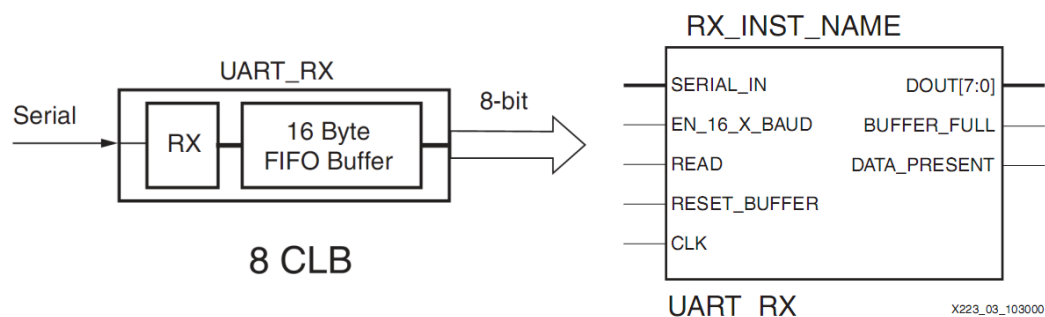 RX_INST_NAME
UART_RX
Serial
8-bit
RX
16 Byte
FIFO Buffer
8 CLB
SERIAL_IN
DOUT[7:0]
EN_16_X_BAUD
BUFFER_FULL
READ
DATA_PRESENT
RESET_BUFFER
CLK
UART_RX
X223_03_103000